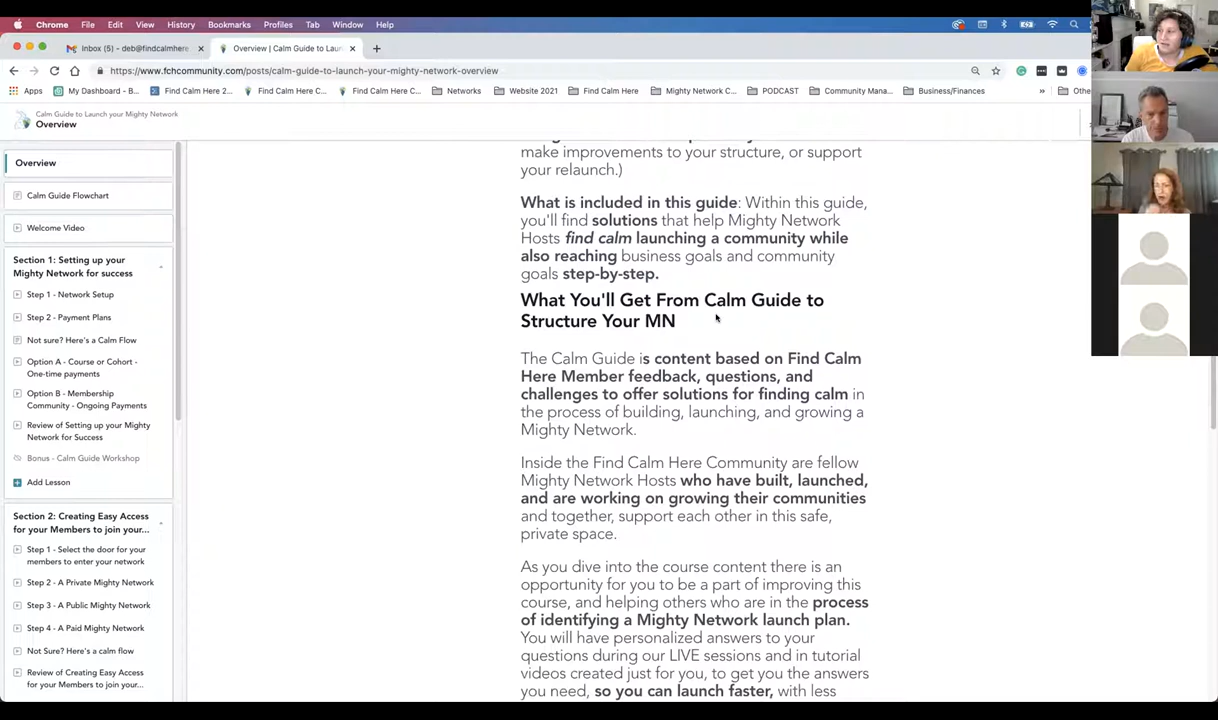 Chrome File Edit View History Bookmarks Profiles Tab Window Help
Inbox (5) - deb@findcalmhere
Overview | Calm Guide to Laun
https://www.fchcommunity.com/posts/calm-guide-to-launch-your-mighty-network-overview
Apps My Dashboard - B... Find Calm Here 2... Find Calm Here C... Find Calm Here C... Networks Website 2021 Find Calm Here Mighty Network C... PODCAST Community Mana... Business/Finances » Othe
Calm Guide to Launch your Mighty Network
Overview
Overview
Calm Guide Flowchart
Welcome Video
Section 1: Setting up your
Mighty Network for success
Step 1 - Network Setup
Step 2 - Payment Plans
Not sure? Here's a Calm Flow
Option A - Course or Cohort -
One-time payments
Option B - Membership
Community - Ongoing Payments
Review of Setting up your Mighty
Network for Success
Bonus - Calm Guide Workshop
Add Lesson
Section 2: Creating Easy Access
for your Members to join your...
Step 1 - Select the door for your
members to enter your network
Step 2 - A Private Mighty Network
Step 3 - A Public Mighty Network
Step 4 - A Paid Mighty Network
Not Sure? Here's a calm flow
Review of Creating Easy Access
for your Members to join your...
make improvements to your structure, or support
your relaunch.)
What is included in this guide: Within this guide,
you'll find solutions that help Mighty Network
Hosts find calm launching a community while
also reaching business goals and community
goals step-by-step.
What You'll Get From Calm Guide to
Structure Your MN
The Calm Guide is content based on Find Calm
Here Member feedback, questions, and
challenges to offer solutions for finding calm in
the process of building, launching, and growing a
Mighty Network.
Inside the Find Calm Here Community are fellow
Mighty Network Hosts who have built, launched,
and are working on growing their communities
and together, support each other in this safe,
private space.
As you dive into the course content there is an
opportunity for you to be a part of improving this
course, and helping others who are in the process
of identifying a Mighty Network launch plan.
You will have personalized answers to your
questions during our LIVE sessions and in tutorial
videos created just for you, to get you the answers
you need, so you can launch faster, with less